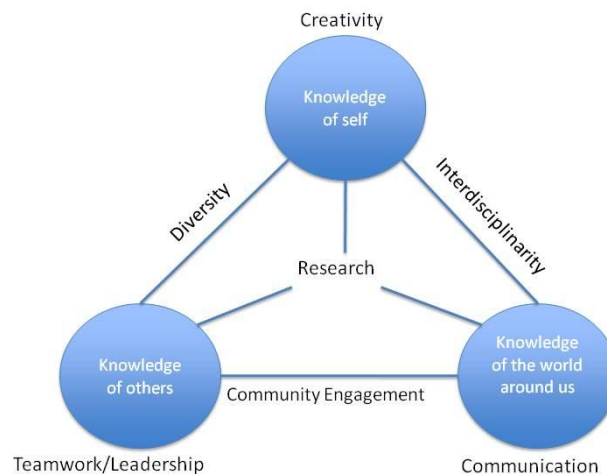 Creativity
Knowledge
of self
Diversity
Interdisciplinarity
Research
Knowledge
of others
Knowledge
of the world
around us
Community Engagement
Teamwork/Leadership
Communication